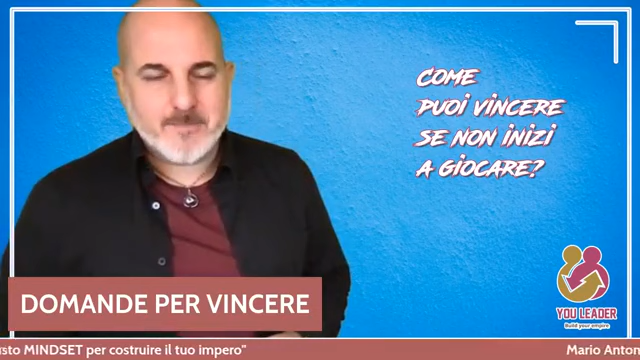 COME
PUOI VINCERE
SE NON INIZI
A GIOCARE?
YOU LEADER
Build your empire
DOMANDE PER VINCERE
MINDSET per costruire il tuo impero"
Mario